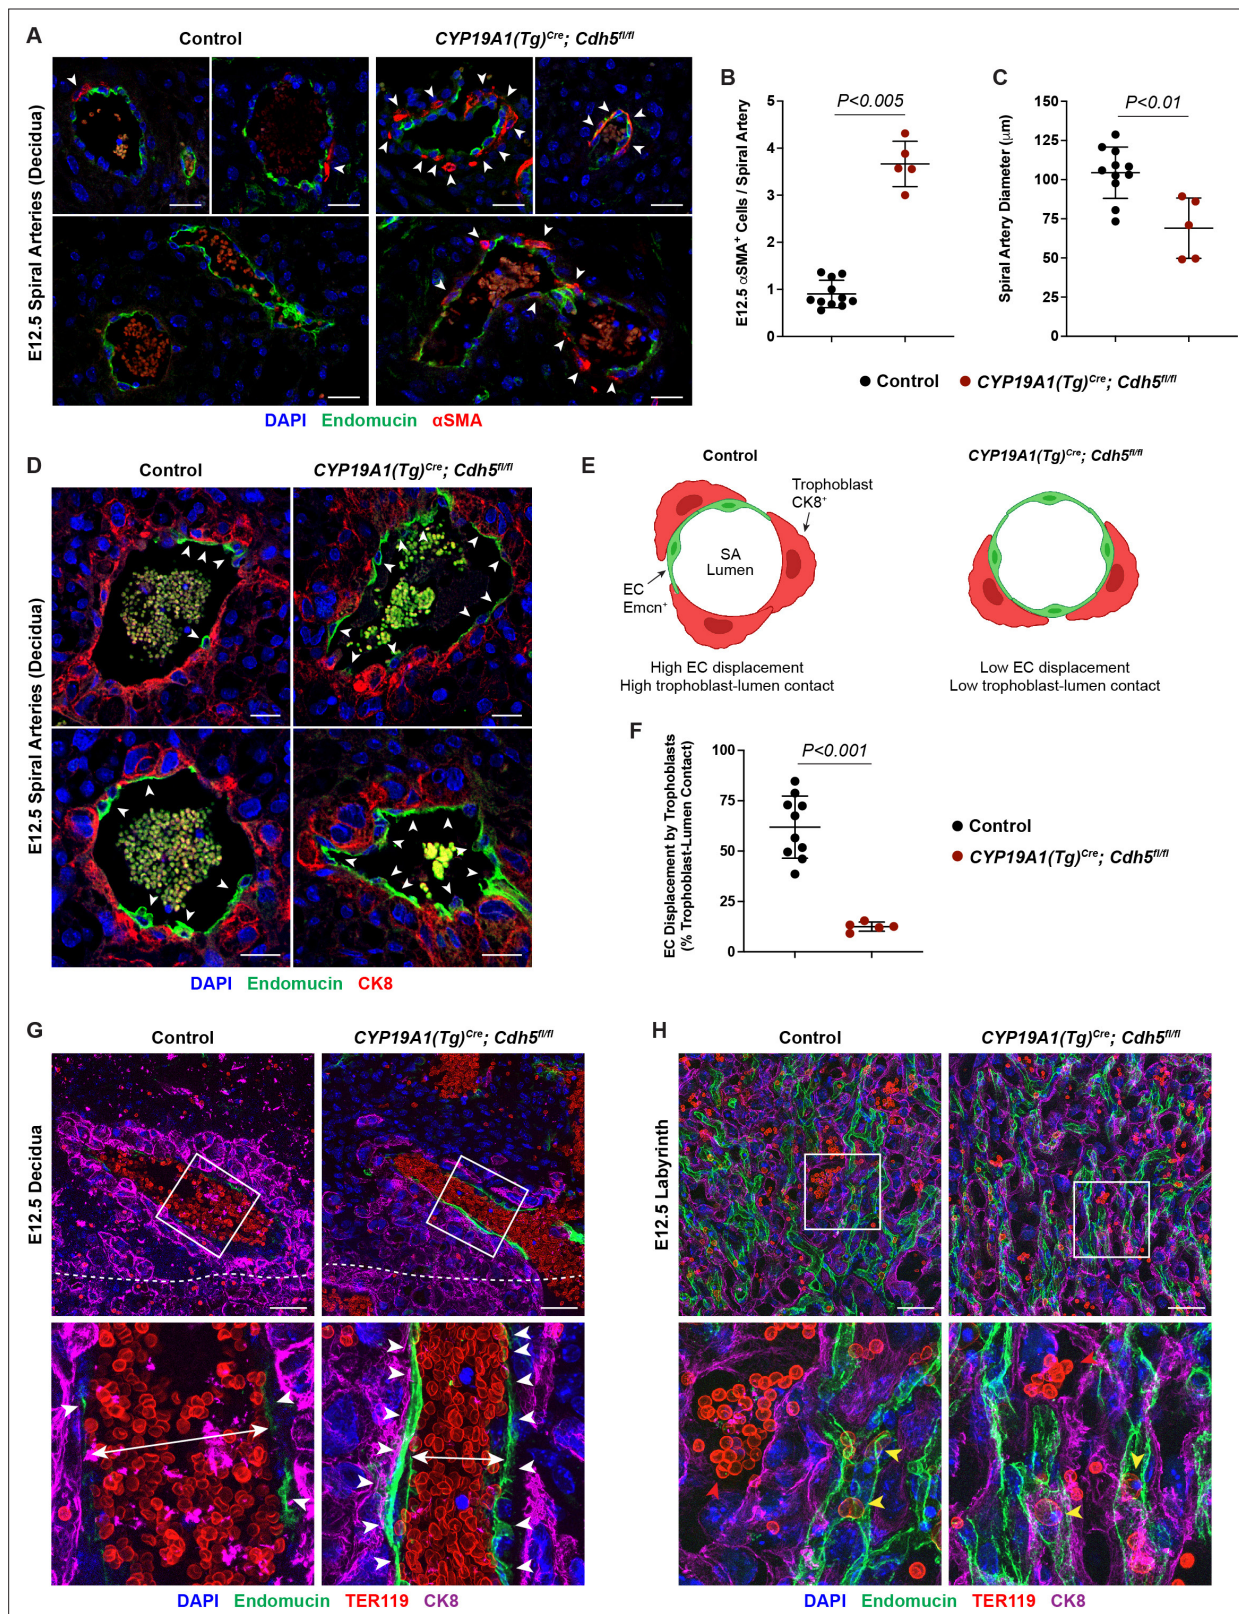 A
Control
CYP19A1(Tg)Cre; Cdh5fl/fl
E12.5 Spiral Arteries (Decidua)
DAPI Endomucin αSMA
B
E12.5 αSMA+ Cells / Spiral Artery
5
4
3
2
1
0
P<0.005
C
Spiral Artery Diameter (μm)
150
125
100
75
50
25
0
P<0.01
Control CYP19A1(Tg)Cre; Cdh5fl/fl
D
Control
CYP19A1(Tg)Cre; Cdh5fl/fl
E12.5 Spiral Arteries (Decidua)
DAPI Endomucin CK8
E
Control
CYP19A1(Tg)Cre; Cdh5fl/fl
Trophoblast
CK8+
SA
Lumen
EC
Emcn+
High EC displacement
High trophoblast-lumen contact
Low EC displacement
Low trophoblast-lumen contact
F
EC Displacement by Trophoblasts
(% Trophoblast-Lumen Contact)
100
75
50
25
0
P<0.001
Control
CYP19A1(Tg)Cre; Cdh5fl/fl
G
Control
CYP19A1(Tg)Cre; Cdh5fl/fl
E12.5 Decidua
DAPI Endomucin TER119 CK8
H
Control
CYP19A1(Tg)Cre; Cdh5fl/fl
E12.5 Labyrinth
DAPI Endomucin TER119 CK8